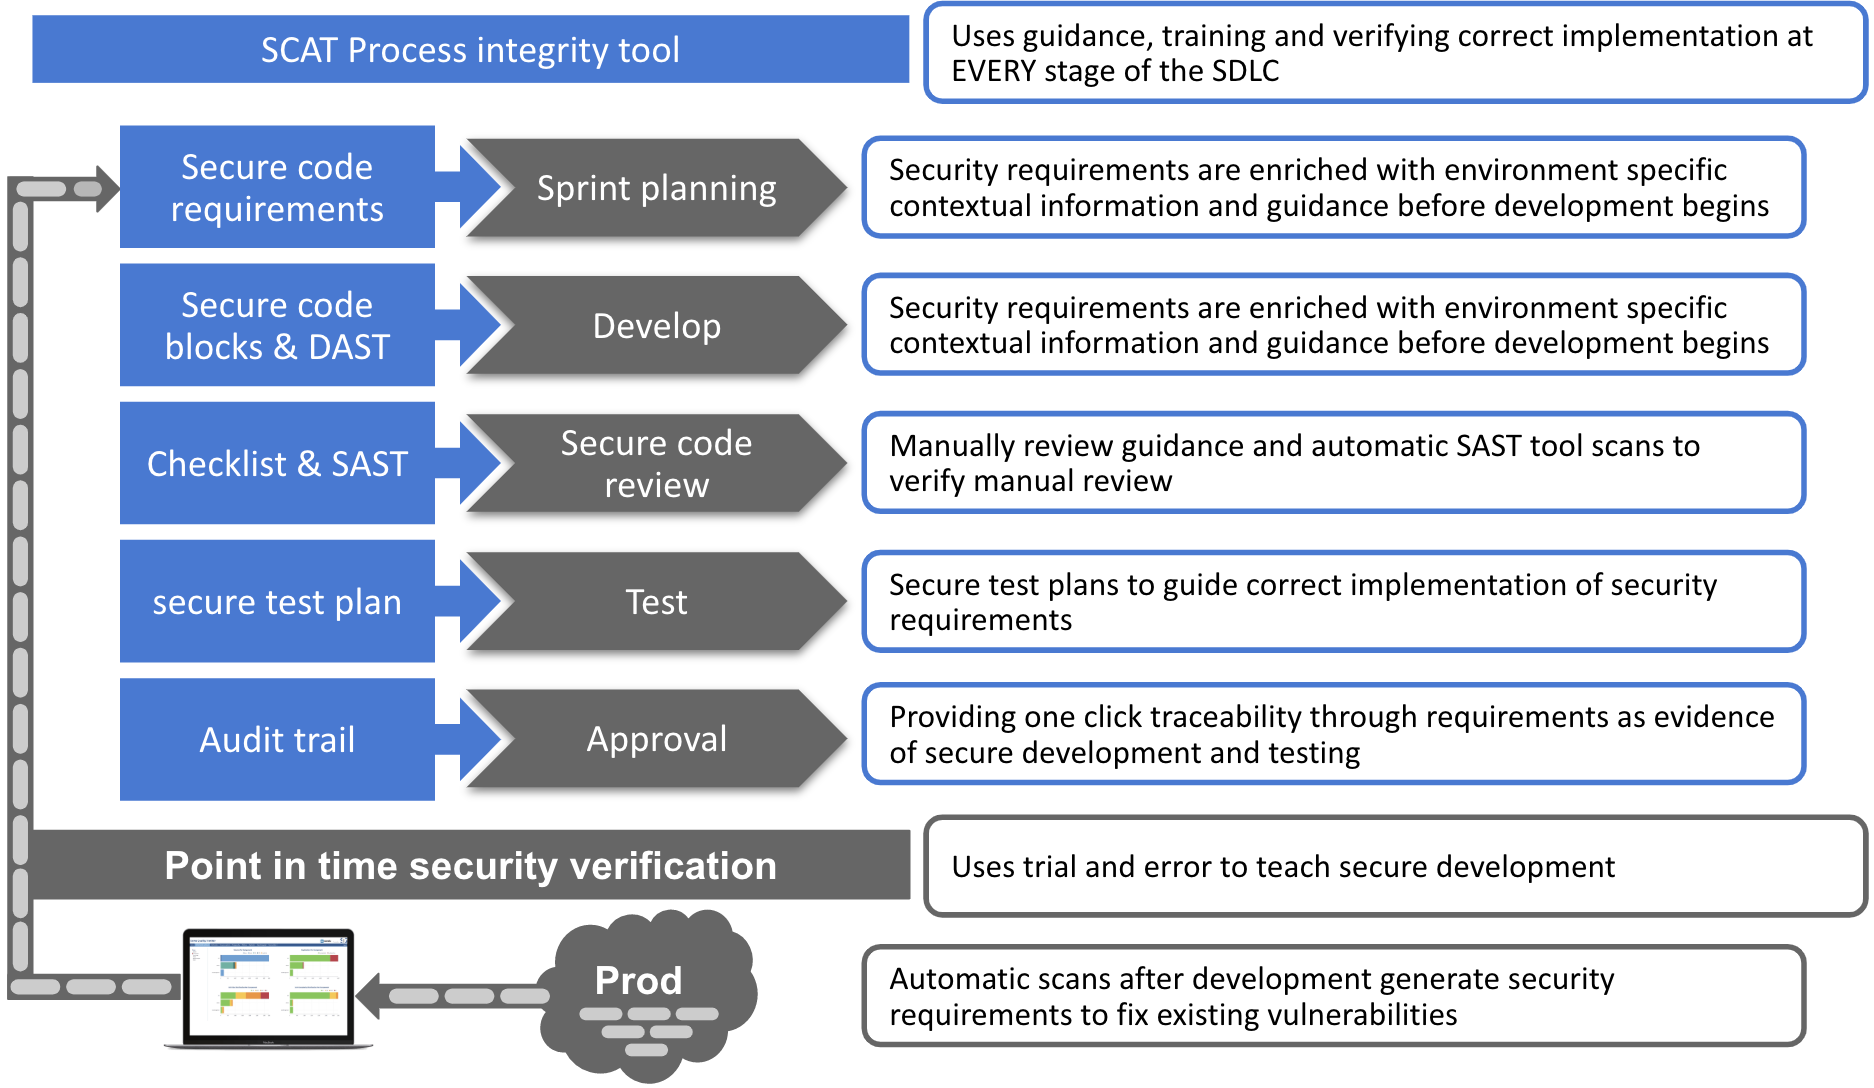 SCAT Process integrity tool
Uses guidance, training and verifying correct implementation at
EVERY stage of the SDLC
Secure code
requirements
Sprint planning
Security requirements are enriched with environment specific
contextual information and guidance before development begins
Secure code
blocks & DAST
Develop
Security requirements are enriched with environment specific
contextual information and guidance before development begins
Checklist & SAST
Secure code
review
Manually review guidance and automatic SAST tool scans to
verify manual review
secure test plan
Test
Secure test plans to guide correct implementation of security
requirements
Audit trail
Approval
Providing one click traceability through requirements as evidence
of secure development and testing
Point in time security verification
Uses trial and error to teach secure development
Prod
Automatic scans after development generate security
requirements to fix existing vulnerabilities